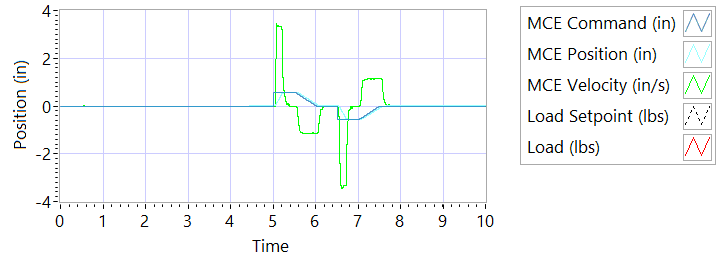 4
2
0
-2
-4
Position (in)
0 1 2 3 4 5 6 7 8 9 10
Time
MCE Command (in)
MCE Position (in)
MCE Velocity (in/s)
Load Setpoint (lbs)
Load (lbs)